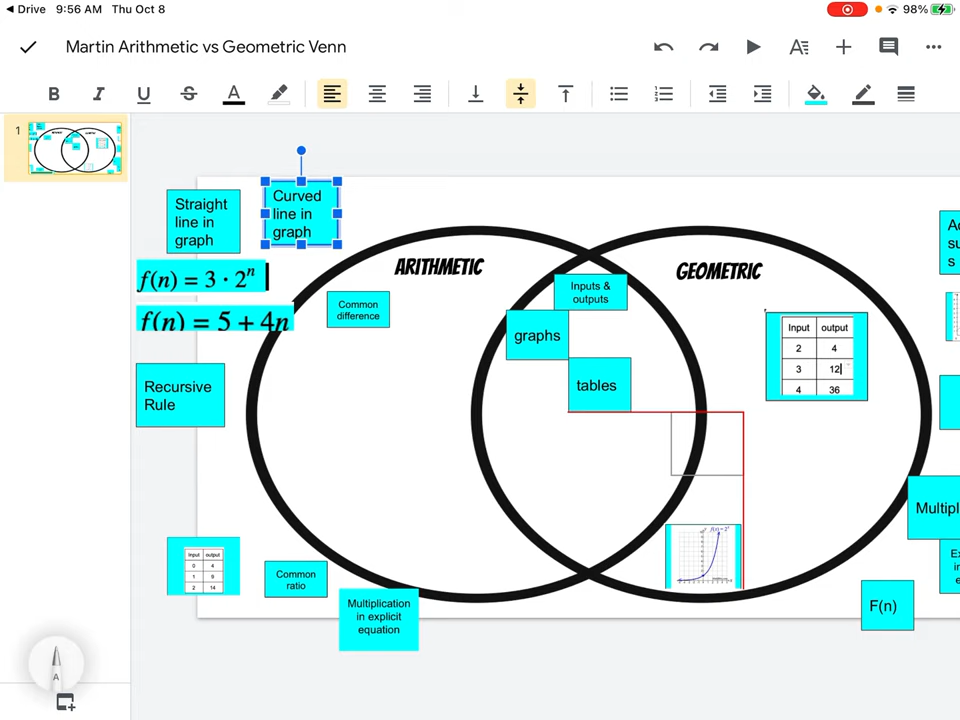 Drive 9:56 AM Thu Oct 8
98%
Martin Arithmetic vs Geometric Venn
B I U S A
1
Straight
line in
graph
Curved
line in
graph
f(n) = 3 · 2ⁿ
f(n) = 5 + 4n
Recursive
Rule
ARITHMETIC
GEOMETRIC
Common
difference
Inputs &
outputs
graphs
tables
Input output
2 4
3 12
4 36
Input output
0 4
1 9
2 14
Common
ratio
Multiplication
in explicit
equation
f(n) = 2ˣ
Multipl
F(n)
A